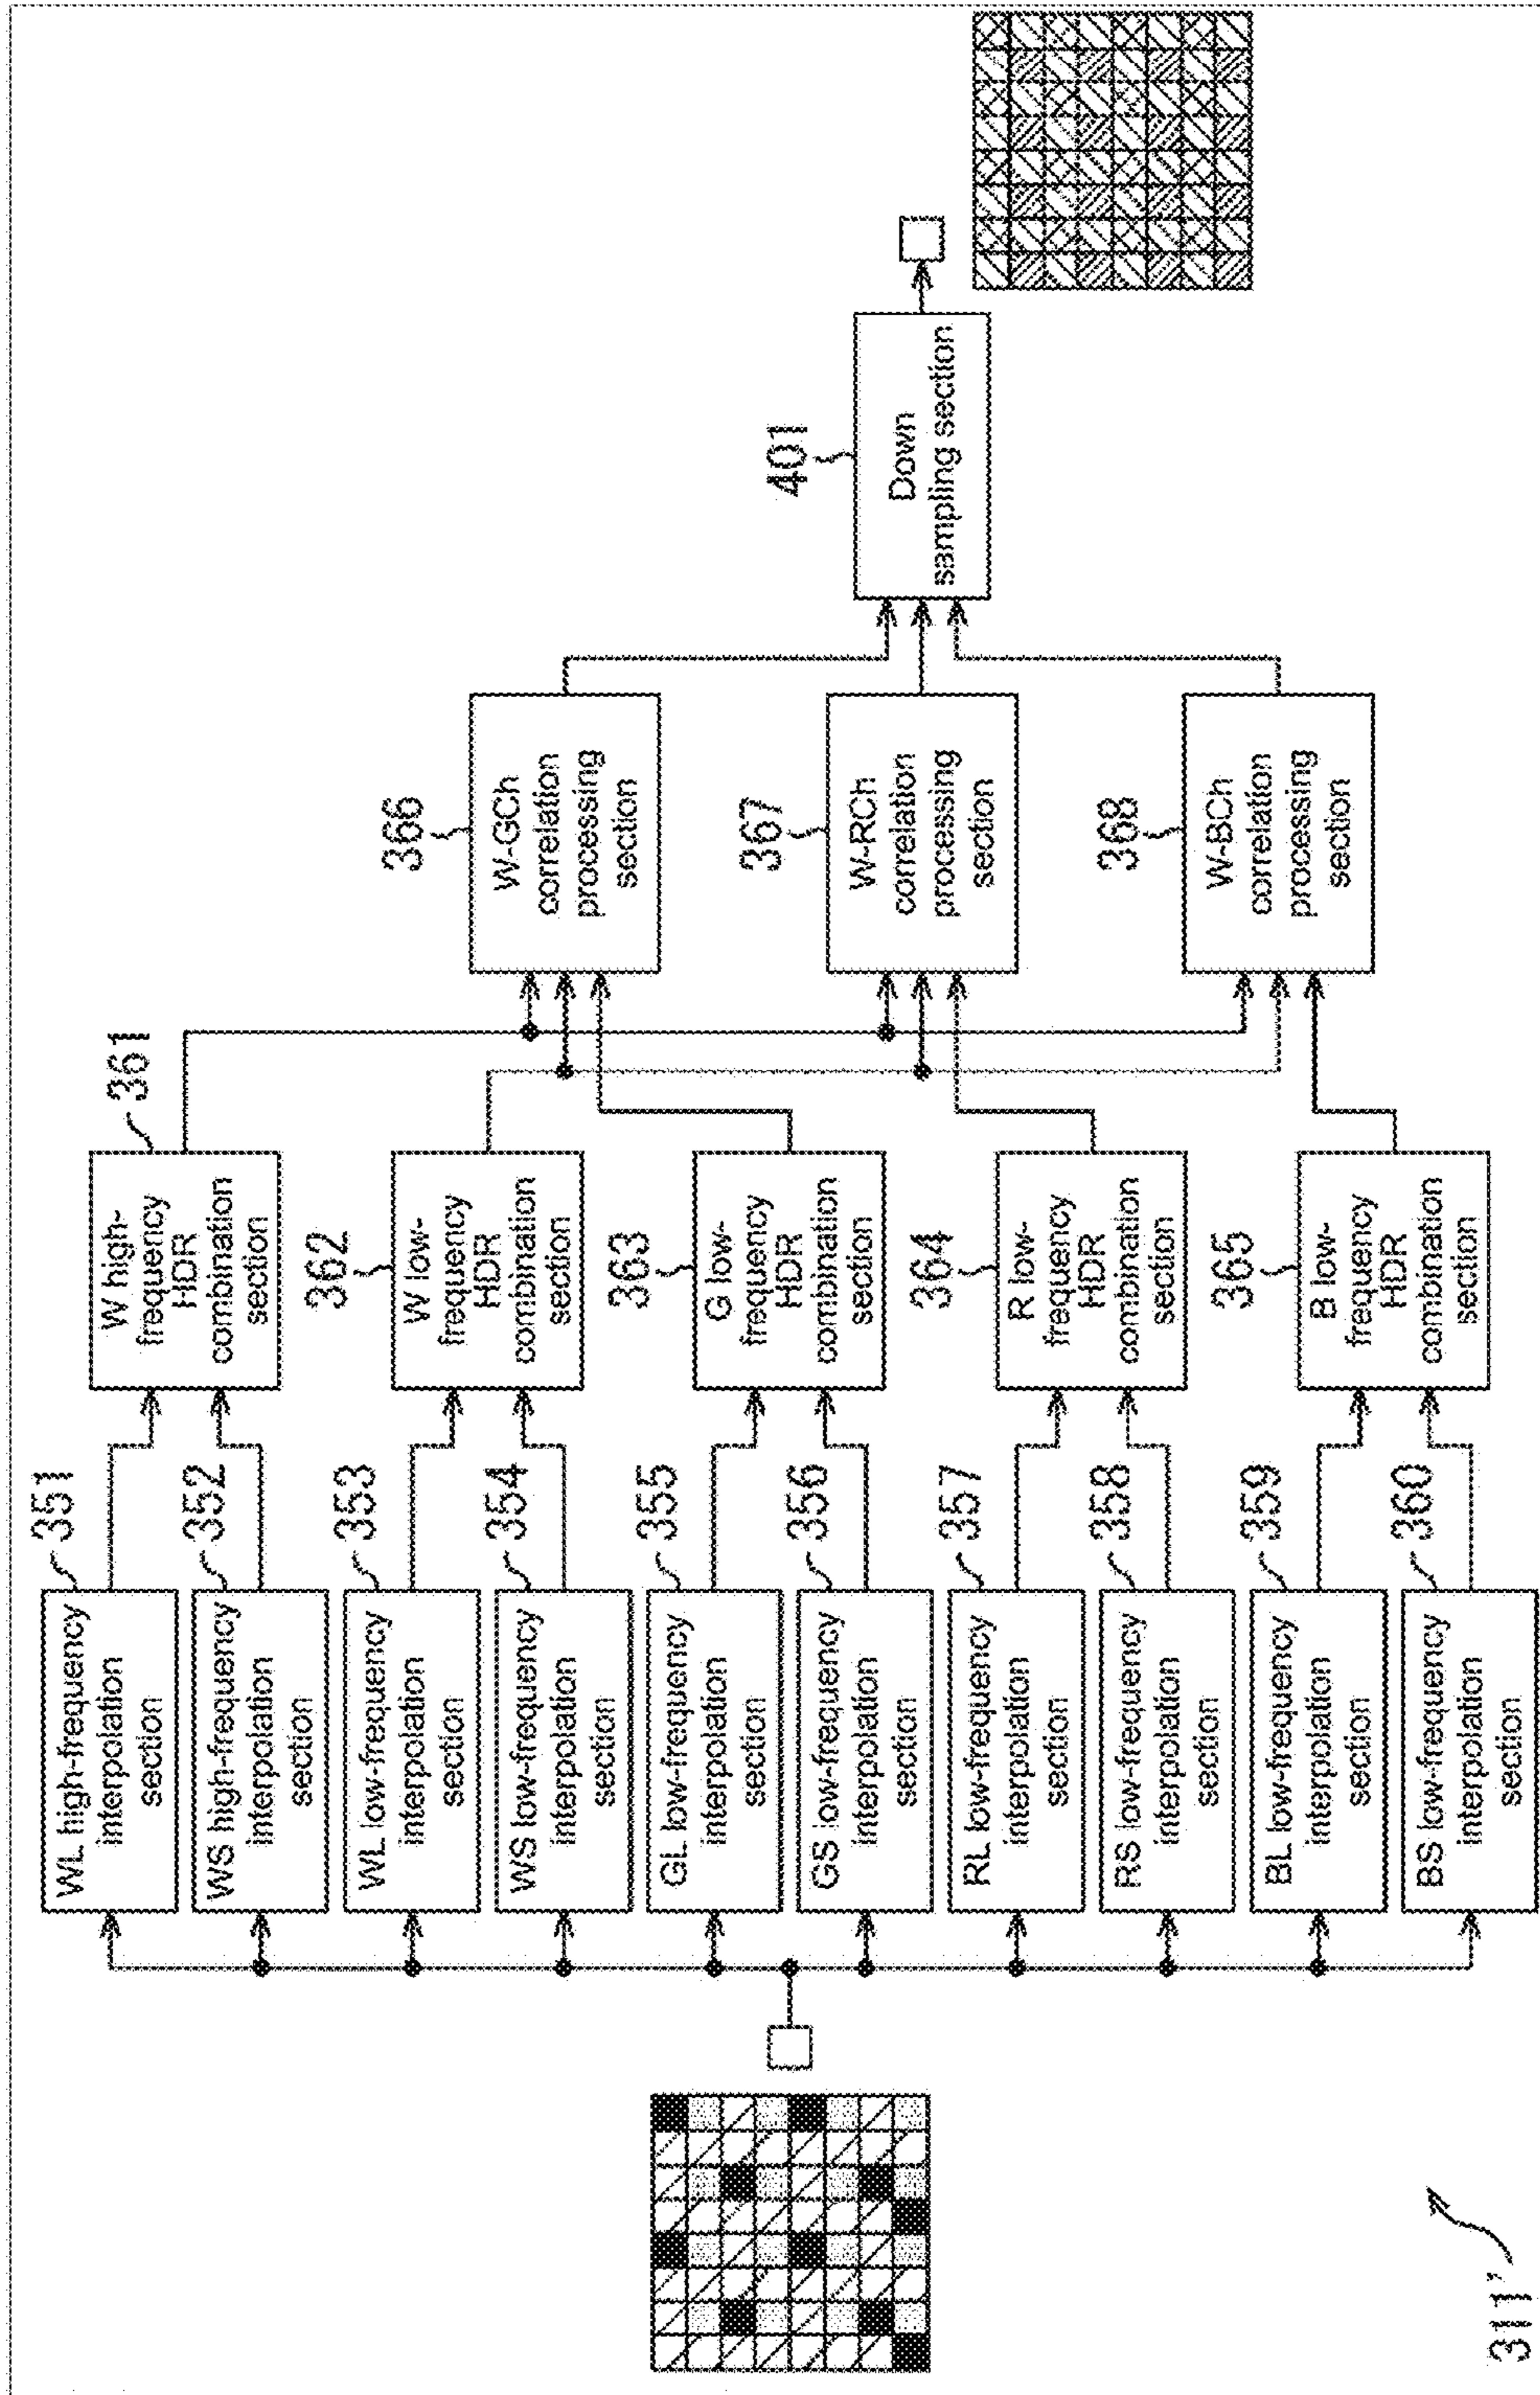 351
WL high-frequency
interpolation
section
352
WS high-frequency
interpolation
section
353
WL low-frequency
interpolation
section
354
WS low-frequency
interpolation
section
355
GL low-frequency
interpolation
section
356
GS low-frequency
interpolation
section
357
RL low-frequency
interpolation
section
358
RS low-frequency
interpolation
section
359
BL low-frequency
interpolation
section
360
BS low-frequency
interpolation
section
361
W high-
frequency
HDR
combination
section
362
W low-
frequency
HDR
combination
section
363
G low-
frequency
HDR
combination
section
364
R low-
frequency
HDR
combination
section
365
B low-
frequency
HDR
combination
section
366
W-GCh
correlation
processing
section
367
W-RCh
correlation
processing
section
368
W-BCh
correlation
processing
section
401
Down
sampling section
311'